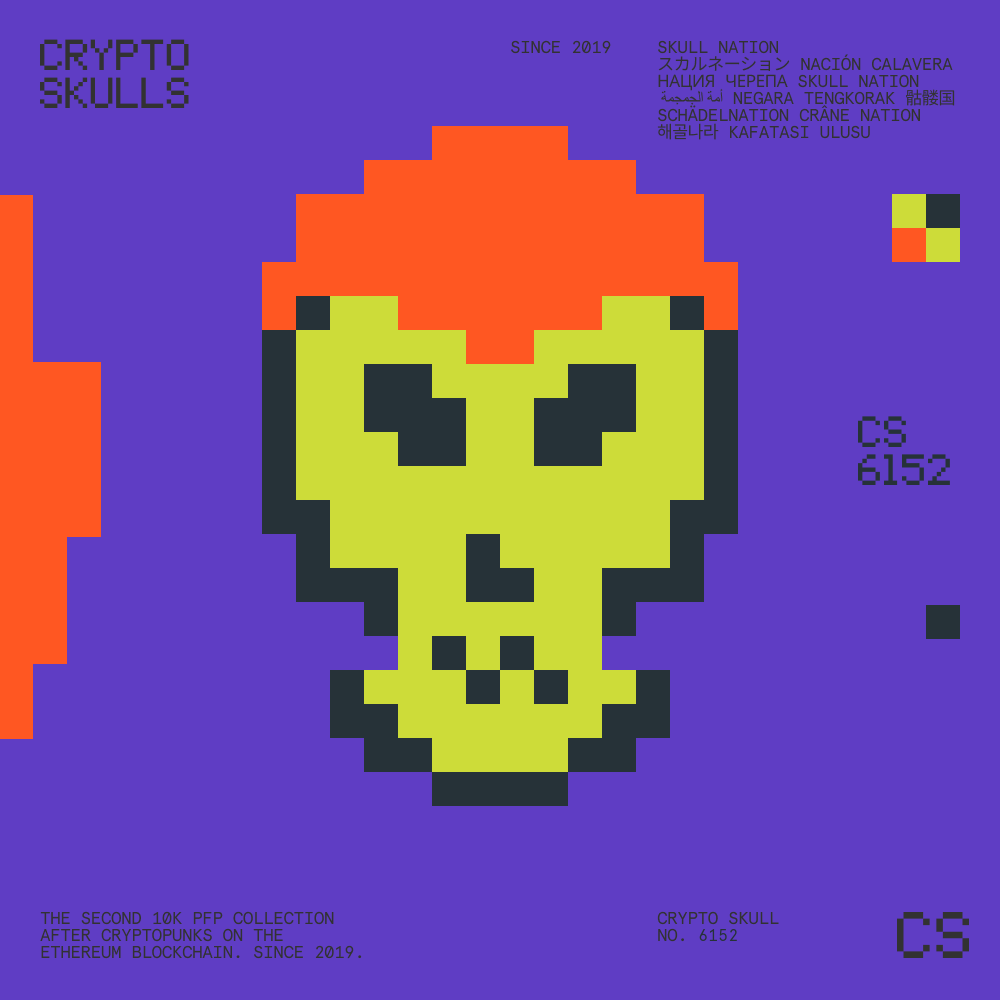 CRYPTO
SKULLS
SINCE 2019
SKULL NATION
スカルネーション NACIÓN CALAVERA
НАЦИЯ ЧЕРЕПА SKULL NATION
أمة الجمجمة NEGARA TENGKORAK 骷髅国
SCHÄDELNATION CRÂNE NATION
해골나라 KAFATASI ULUSU
CS
6152
THE SECOND 10K PFP COLLECTION
AFTER CRYPTOPUNKS ON THE
ETHEREUM BLOCKCHAIN. SINCE 2019.
CRYPTO SKULL
NO. 6152
CS